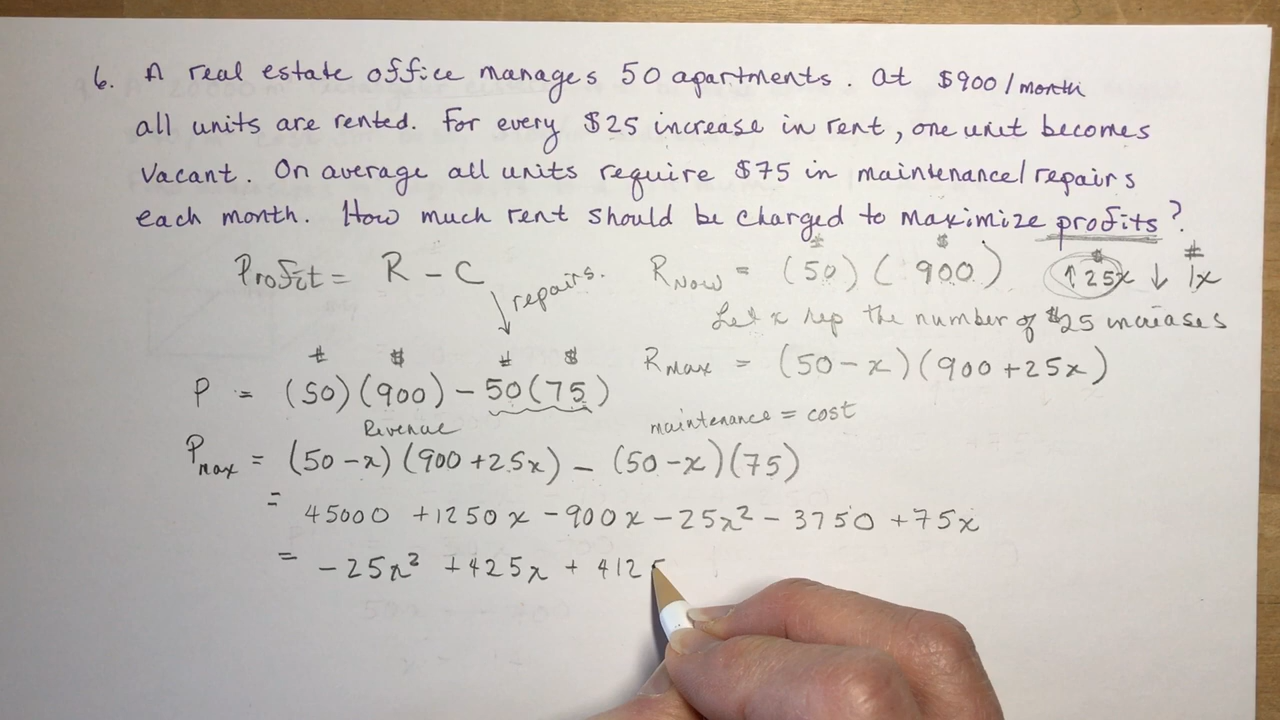 6. A real estate office manages 50 apartments. At $900/month
all units are rented. For every $25 increase in rent, one unit becomes
vacant. On average all units require $75 in maintenance/repairs
each month. How much rent should be charged to maximize profits?
Profit = R - C
repairs.
# $
R_Now = (50)(900)
$ #
↑25x ↓ 1x
Let x rep the number of $25 increases
R_Max = (50-x)(900+25x)
# $ # $
P = (50)(900) - 50(75)
Revenue
maintenance = cost
P_max = (50-x)(900+25x) - (50-x)(75)
= 45000 +1250x -900x -25x² -3750 +75x
= -25x² +425x + 4125